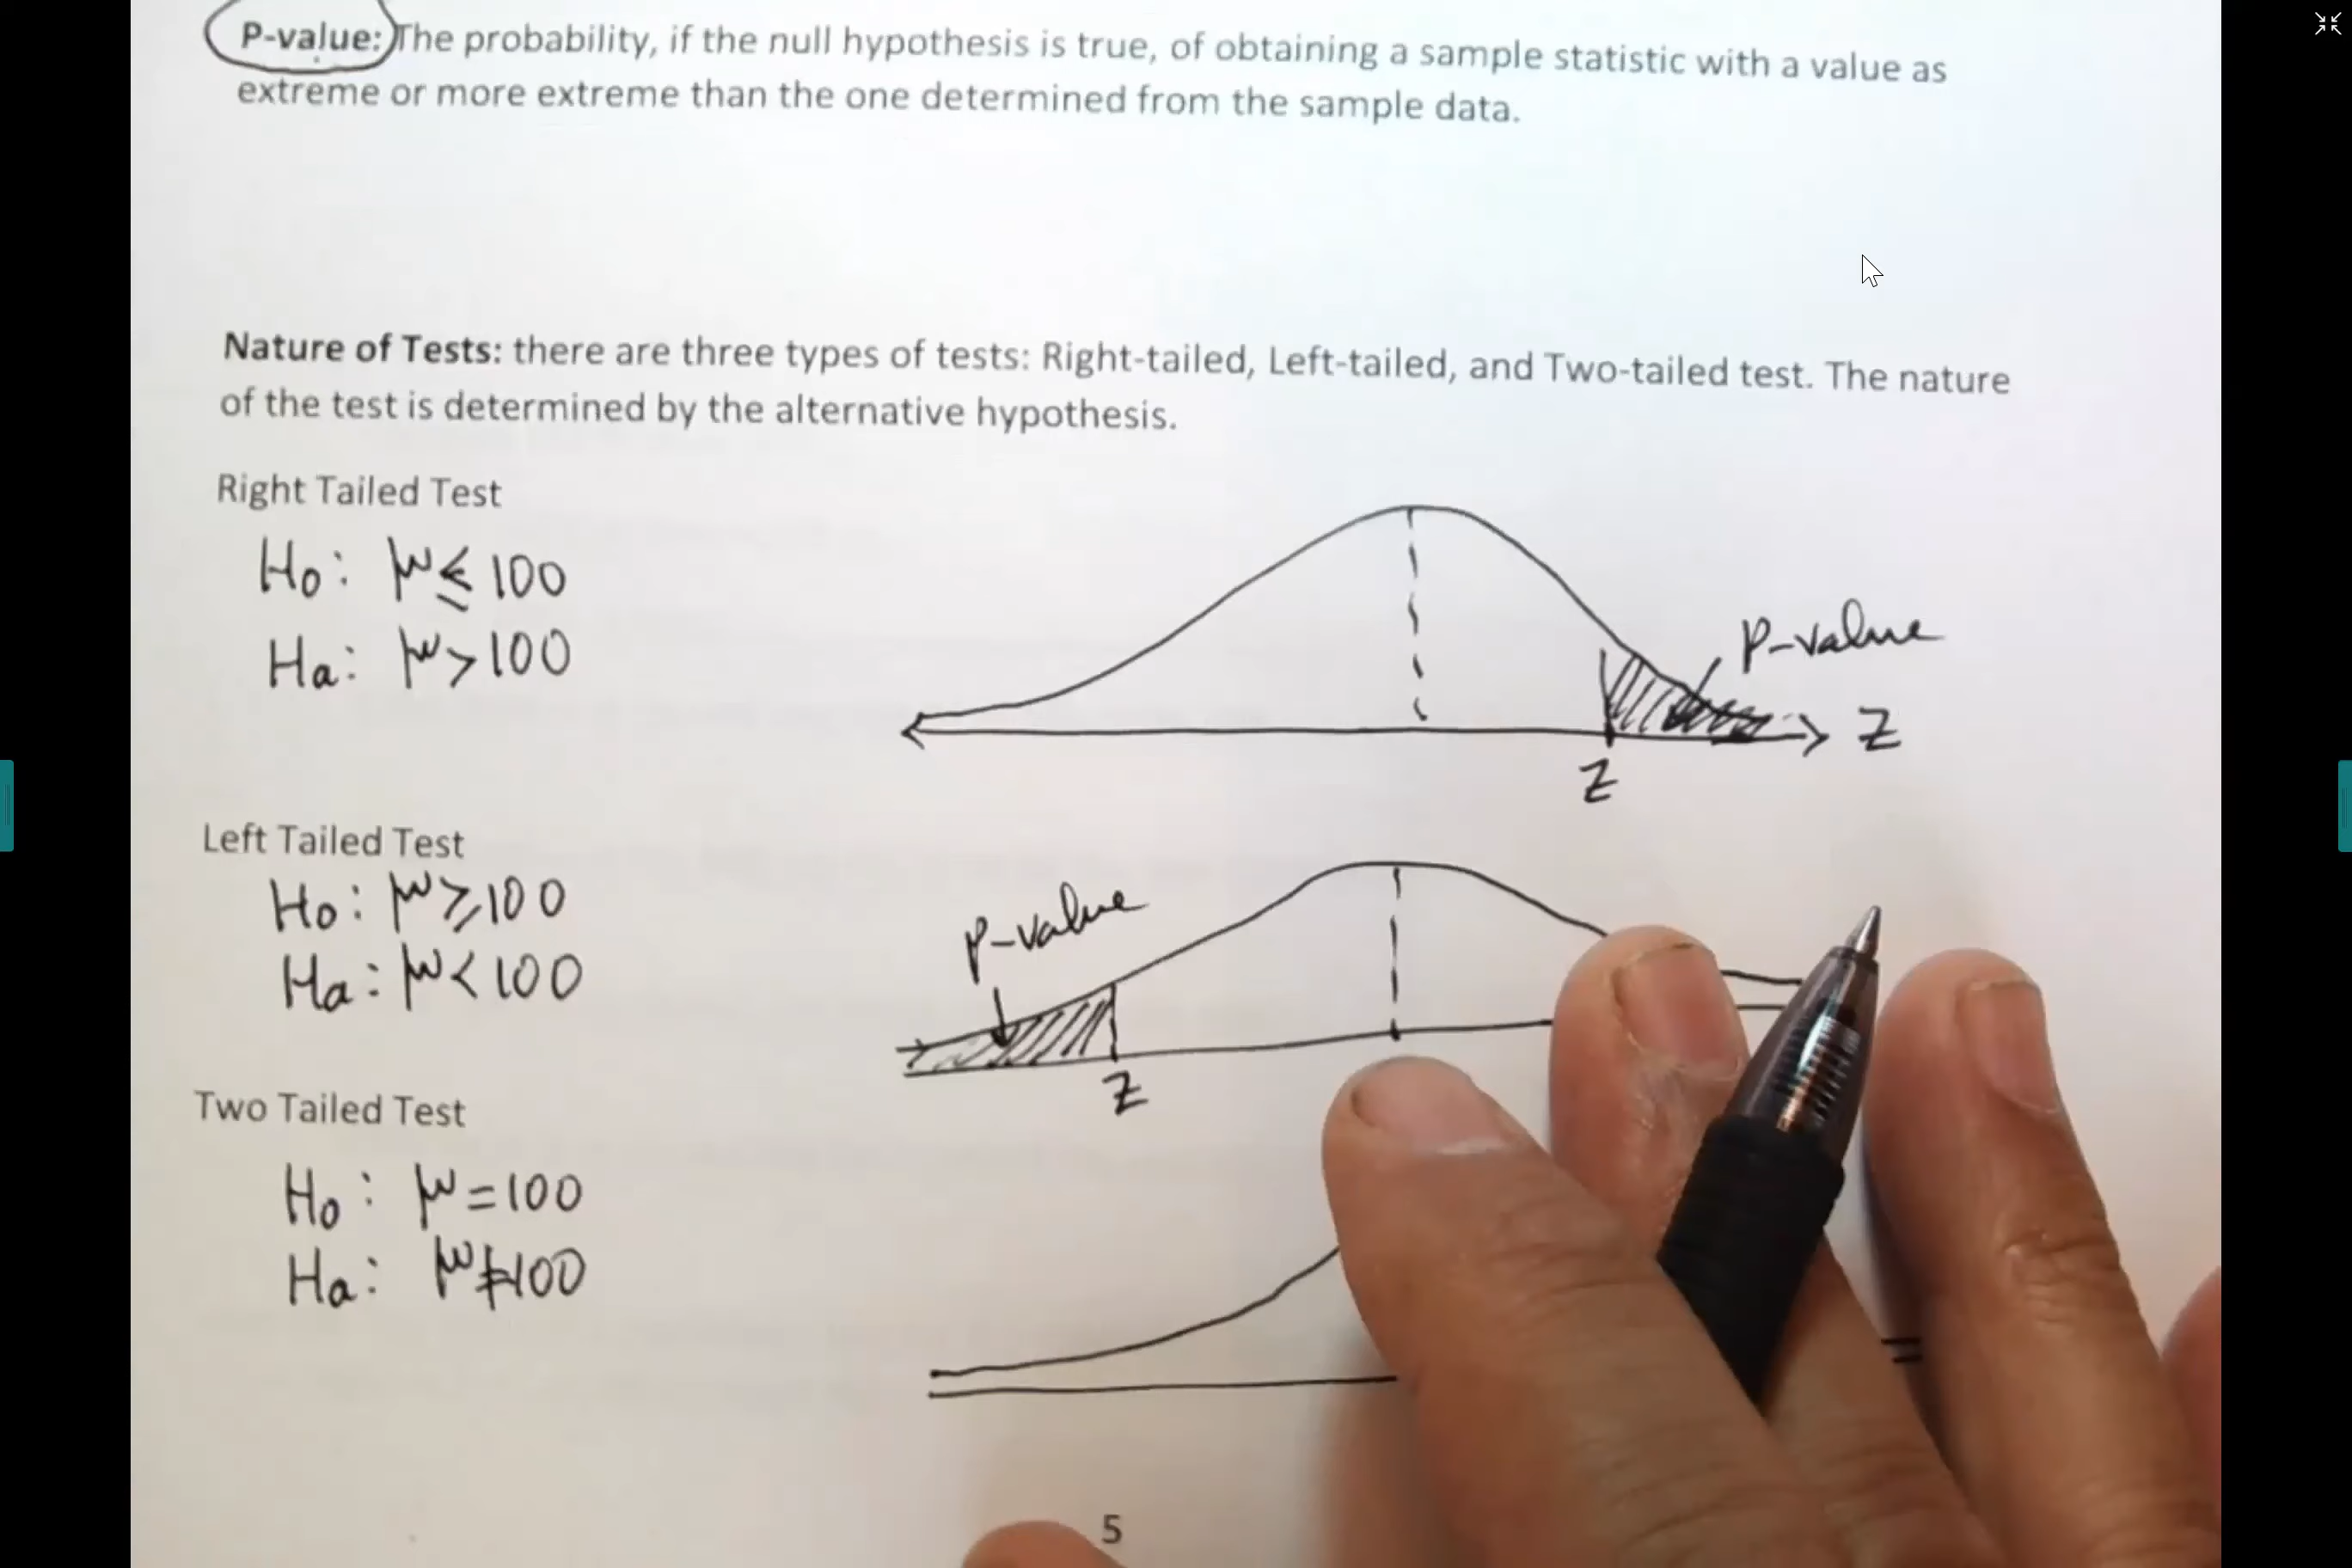 P-value: The probability, if the null hypothesis is true, of obtaining a sample statistic with a value as
extreme or more extreme than the one determined from the sample data.
Nature of Tests: there are three types of tests: Right-tailed, Left-tailed, and Two-tailed test. The nature
of the test is determined by the alternative hypothesis.
Right Tailed Test
Ho: μ ≤ 100
Ha: μ > 100
P-value
Z
Z
Left Tailed Test
Ho: μ ≥ 100
Ha: μ < 100
P-value
Z
Two Tailed Test
Ho: μ = 100
Ha: μ ≠ 100
5